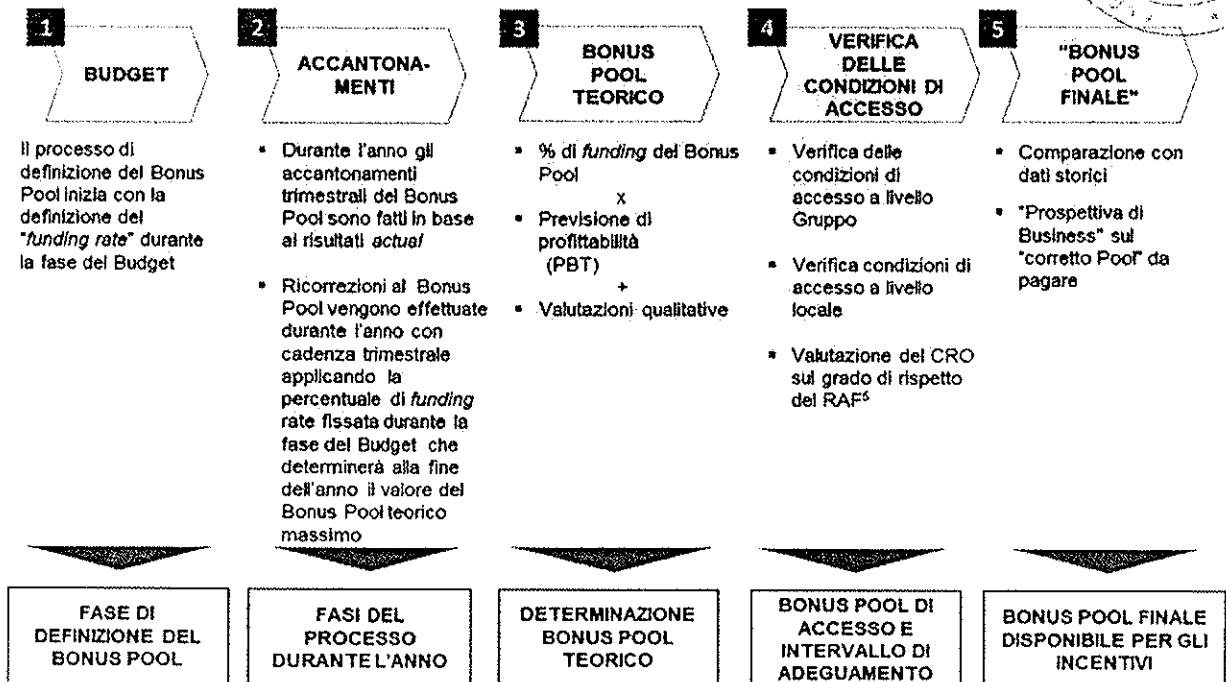 1
BUDGET
Il processo di
definizione del Bonus
Pool inizia con la
definizione del
"funding rate" durante
la fase del Budget
FASE DI
DEFINIZIONE DEL
BONUS POOL
2
ACCANTONA-
MENTI
▪ Durante l'anno gli
accantonamenti
trimestrali del Bonus
Pool sono fatti in base
ai risultati actual
▪ Ricorrezioni al Bonus
Pool vengono effettuate
durante l'anno con
cadenza trimestrale
applicando la
percentuale di funding
rate fissata durante la
fase del Budget che
determinerà alla fine
dell'anno il valore del
Bonus Pool teorico
massimo
FASI DEL
PROCESSO
DURANTE L'ANNO
3
BONUS
POOL
TEORICO
▪ % di funding del Bonus
Pool
x
▪ Previsione di
profittabilità
(PBT)
+
▪ Valutazioni qualitative
DETERMINAZIONE
BONUS POOL
TEORICO
4
VERIFICA
DELLE
CONDIZIONI DI
ACCESSO
▪ Verifica delle
condizioni di
accesso a livello
Gruppo
▪ Verifica condizioni di
accesso a livello
locale
▪ Valutazione del CRO
sul grado di rispetto
del RAF⁵
BONUS POOL DI
ACCESSO E
INTERVALLO DI
ADEGUAMENTO
5
"BONUS
POOL
FINALE"
▪ Comparazione con
dati storici
▪ "Prospettiva di
Business" sul
"corretto Pool" da
pagare
BONUS POOL FINALE
DISPONIBILE PER GLI
INCENTIVI